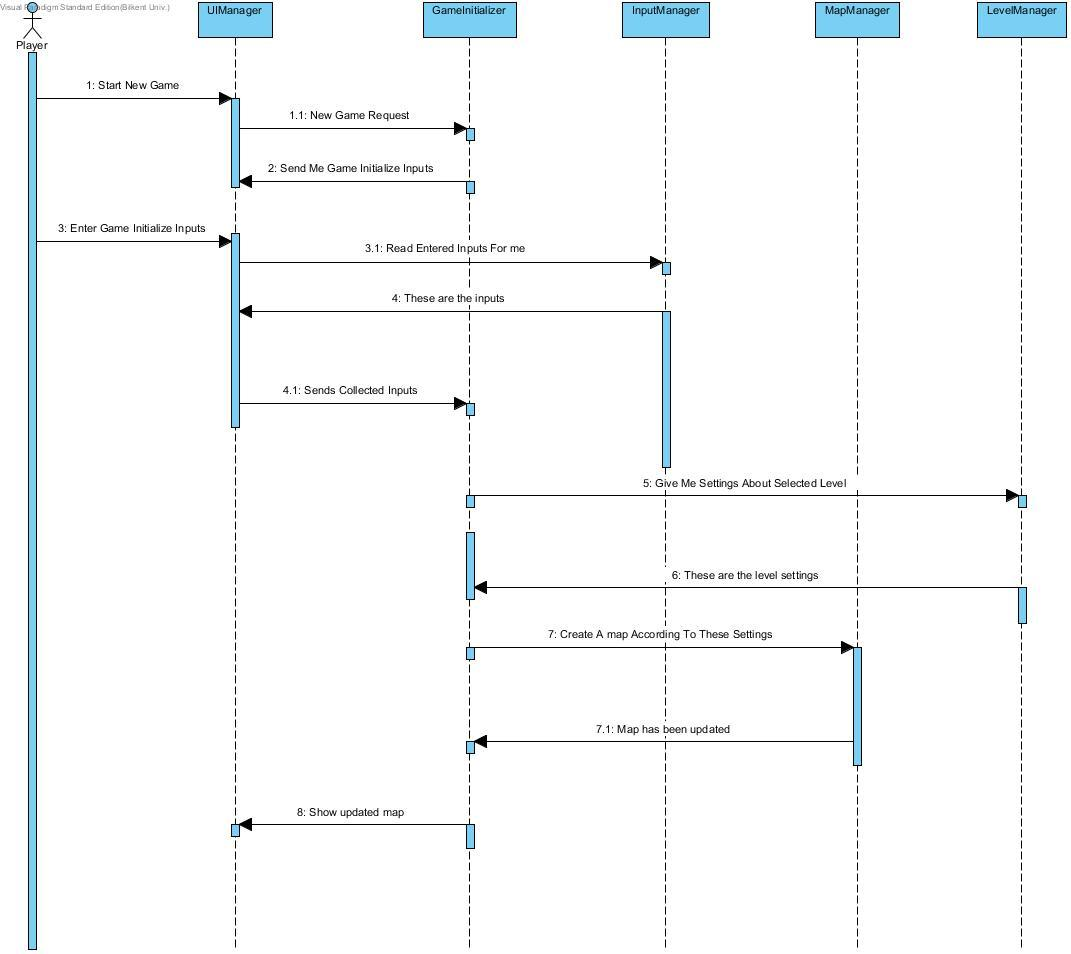 Visual Paradigm Standard Edition(Bilkent Univ.)
UIManager
GameInitializer
InputManager
MapManager
LevelManager
Player
1: Start New Game
1.1: New Game Request
2: Send Me Game Initialize Inputs
3: Enter Game Initialize Inputs
3.1: Read Entered Inputs For me
4: These are the inputs
4.1: Sends Collected Inputs
5: Give Me Settings About Selected Level
6: These are the level settings
7: Create A map According To These Settings
7.1: Map has been updated
8: Show updated map